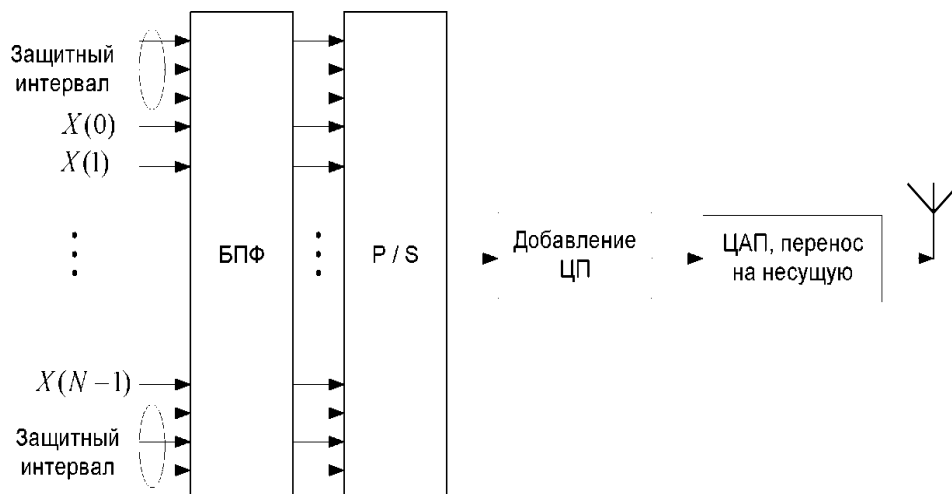 Защитный
интервал
X(0)
X(1)
БПФ
P / S
Добавление
ЦП
ЦАП, перенос
на несущую
X(N−1)
Защитный
интервал